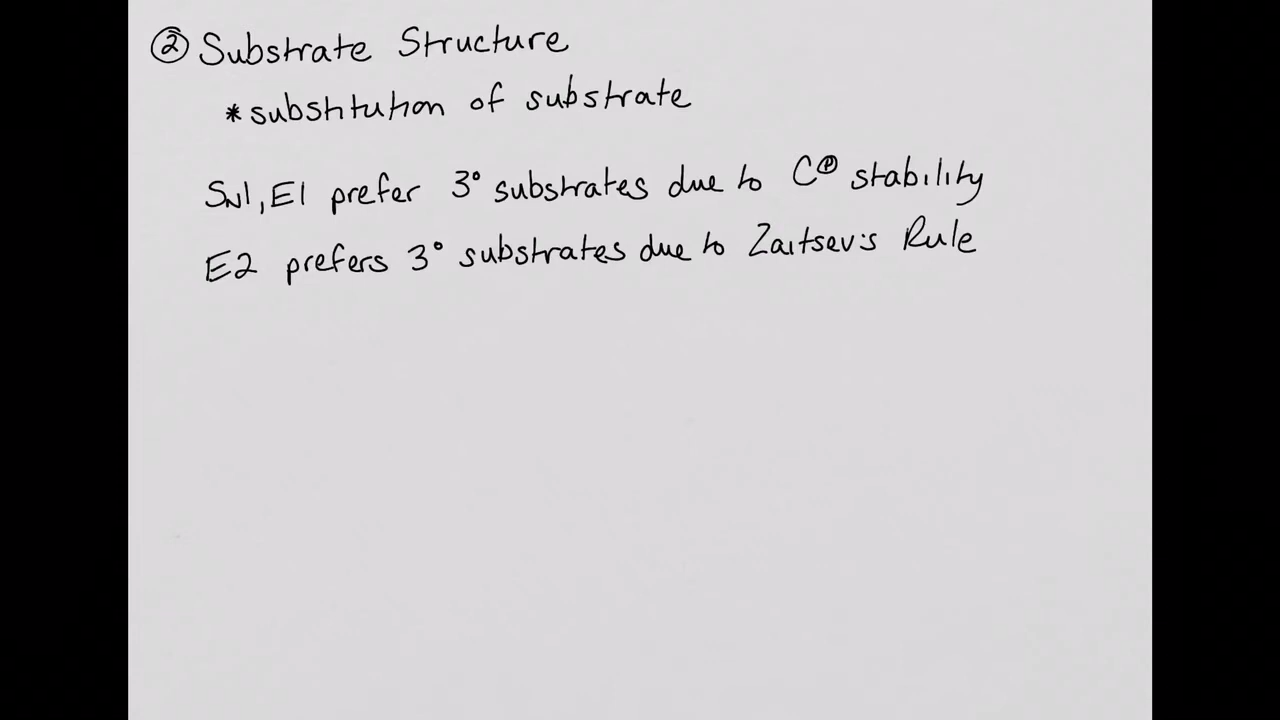 ② Substrate Structure
* substitution of substrate
SN1, E1 prefer 3° substrates due to C⊕ stability
E2 prefers 3° substrates due to Zaitsev's Rule